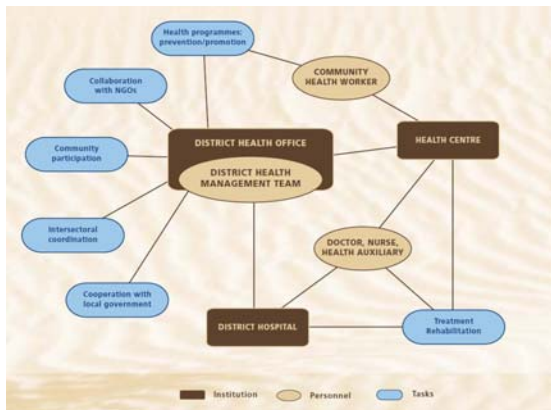 Health programmes:
prevention/promotion
COMMUNITY
HEALTH WORKER
Collaboration
with NGOs
DISTRICT HEALTH OFFICE
HEALTH CENTRE
Community
participation
DISTRICT HEALTH
MANAGEMENT TEAM
Intersectoral
coordination
DOCTOR, NURSE,
HEALTH AUXILIARY
Cooperation with
local government
DISTRICT HOSPITAL
Treatment
Rehabilitation
Institution
Personnel
Tasks